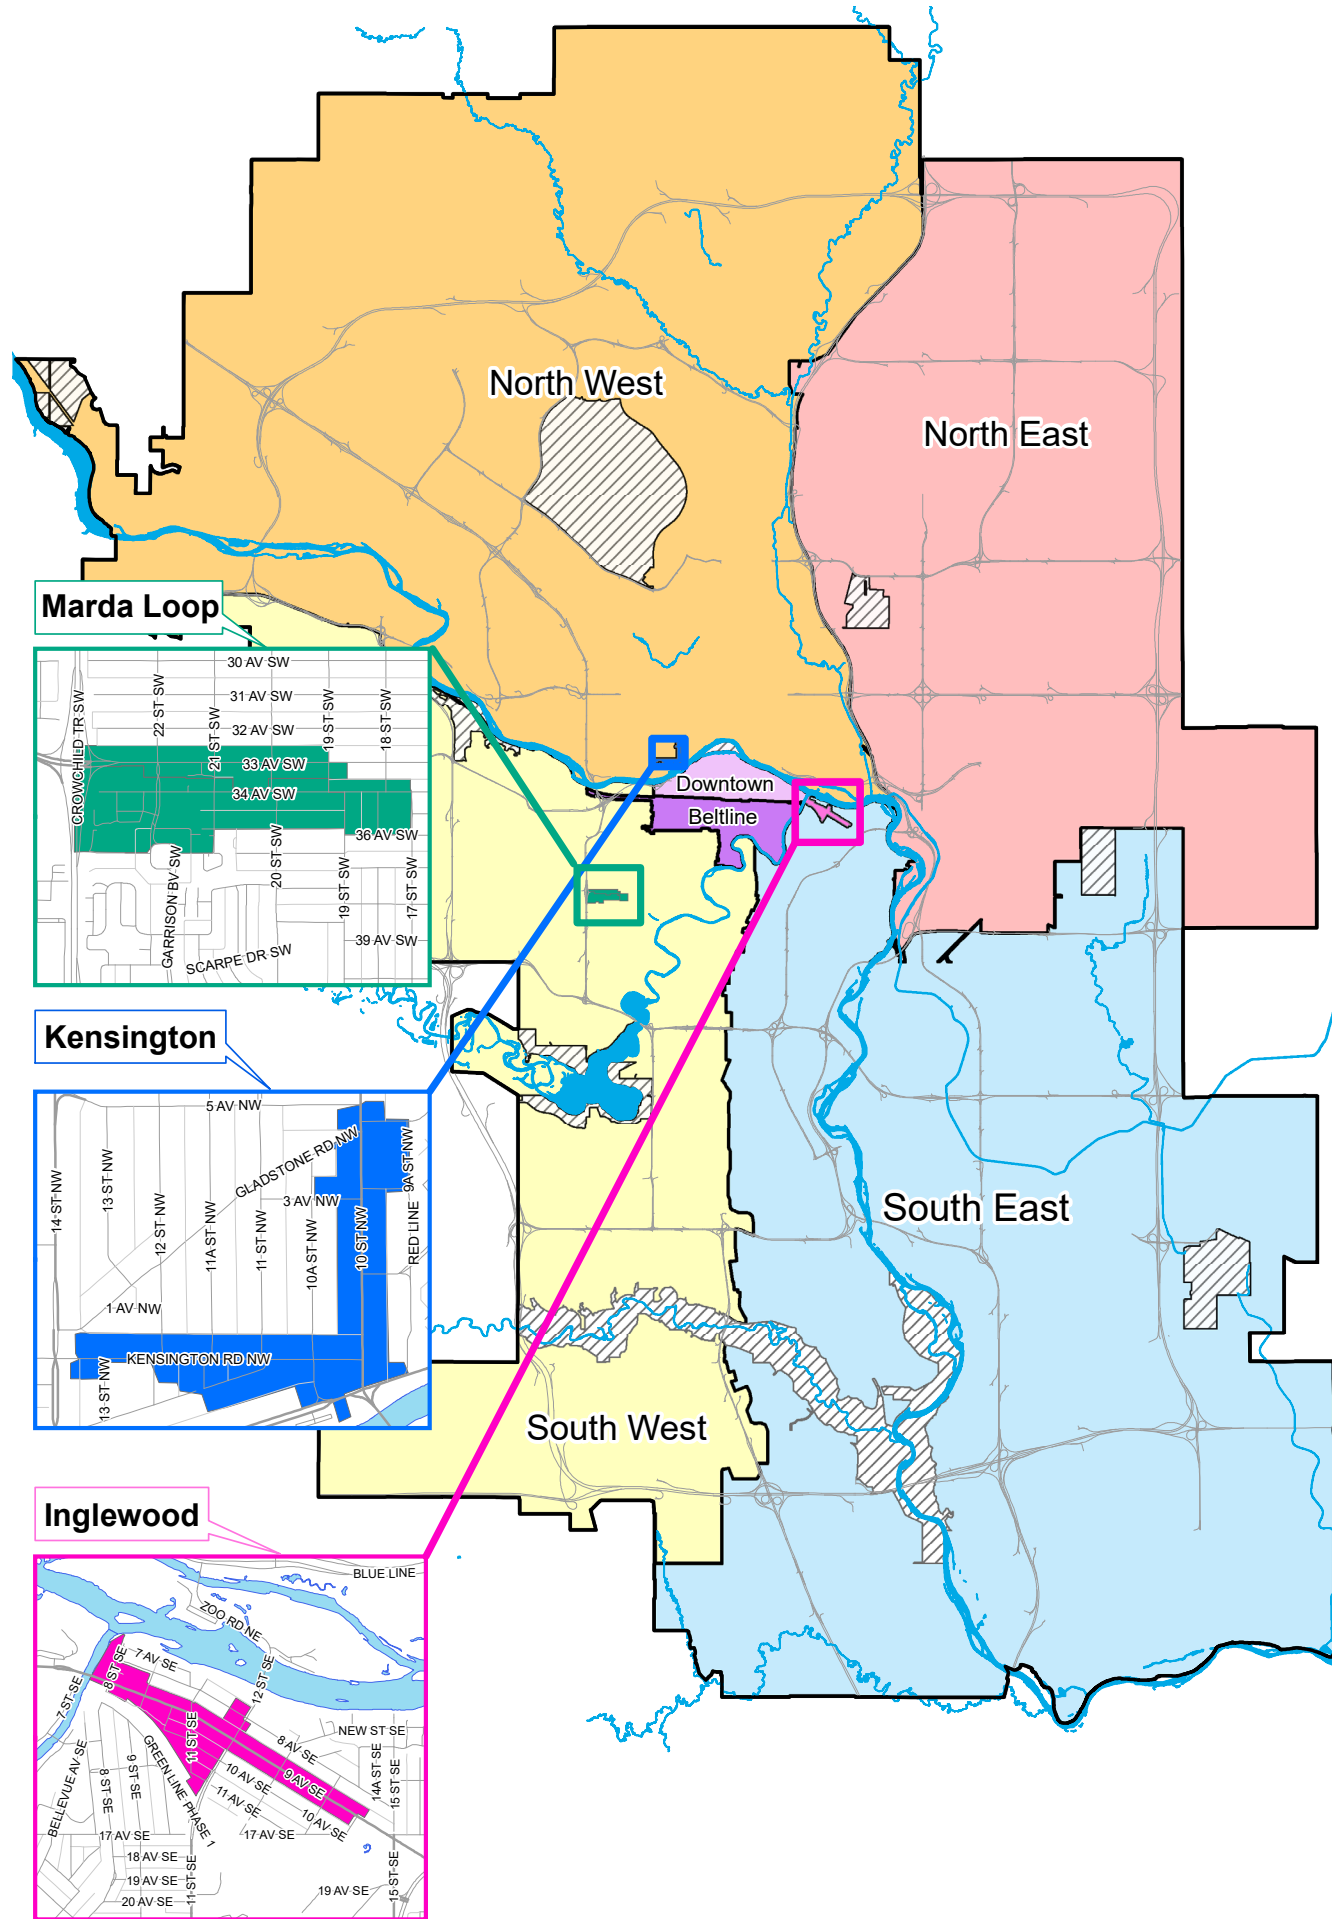 North West
North East
Marda Loop
30 AV SW
31 AV SW
32 AV SW
33 AV SW
34 AV SW
36 AV SW
39 AV SW
CROWCHILD TR SW
22 ST SW
21 ST SW
19 ST SW
18 ST SW
20 ST SW
19 ST SW
17 ST SW
GARRISON BV SW
SCARPE DR SW
Downtown
Beltline
Kensington
5 AV NW
GLADSTONE RD NW
3 AV NW
1 AV NW
KENSINGTON RD NW
14 ST NW
13 ST NW
12 ST NW
11A ST NW
11 ST NW
10A ST NW
10 ST NW
9A ST NW
RED LINE
13 ST NW
South East
South West
Inglewood
BLUE LINE
ZOO RD NE
7 AV SE
8 ST SE
12 ST SE
7 ST SE
11 ST SE
NEW ST SE
8 AV SE
9 AV SE
10 AV SE
11 AV SE
10 AV SE
14A ST SE
15 ST SE
GREEN LINE PHASE 1
BELLEVUE AV SE
8 ST SE
9 ST SE
17 AV SE
17 AV SE
18 AV SE
19 AV SE
20 AV SE
11 ST SE
19 AV SE
15 ST SE